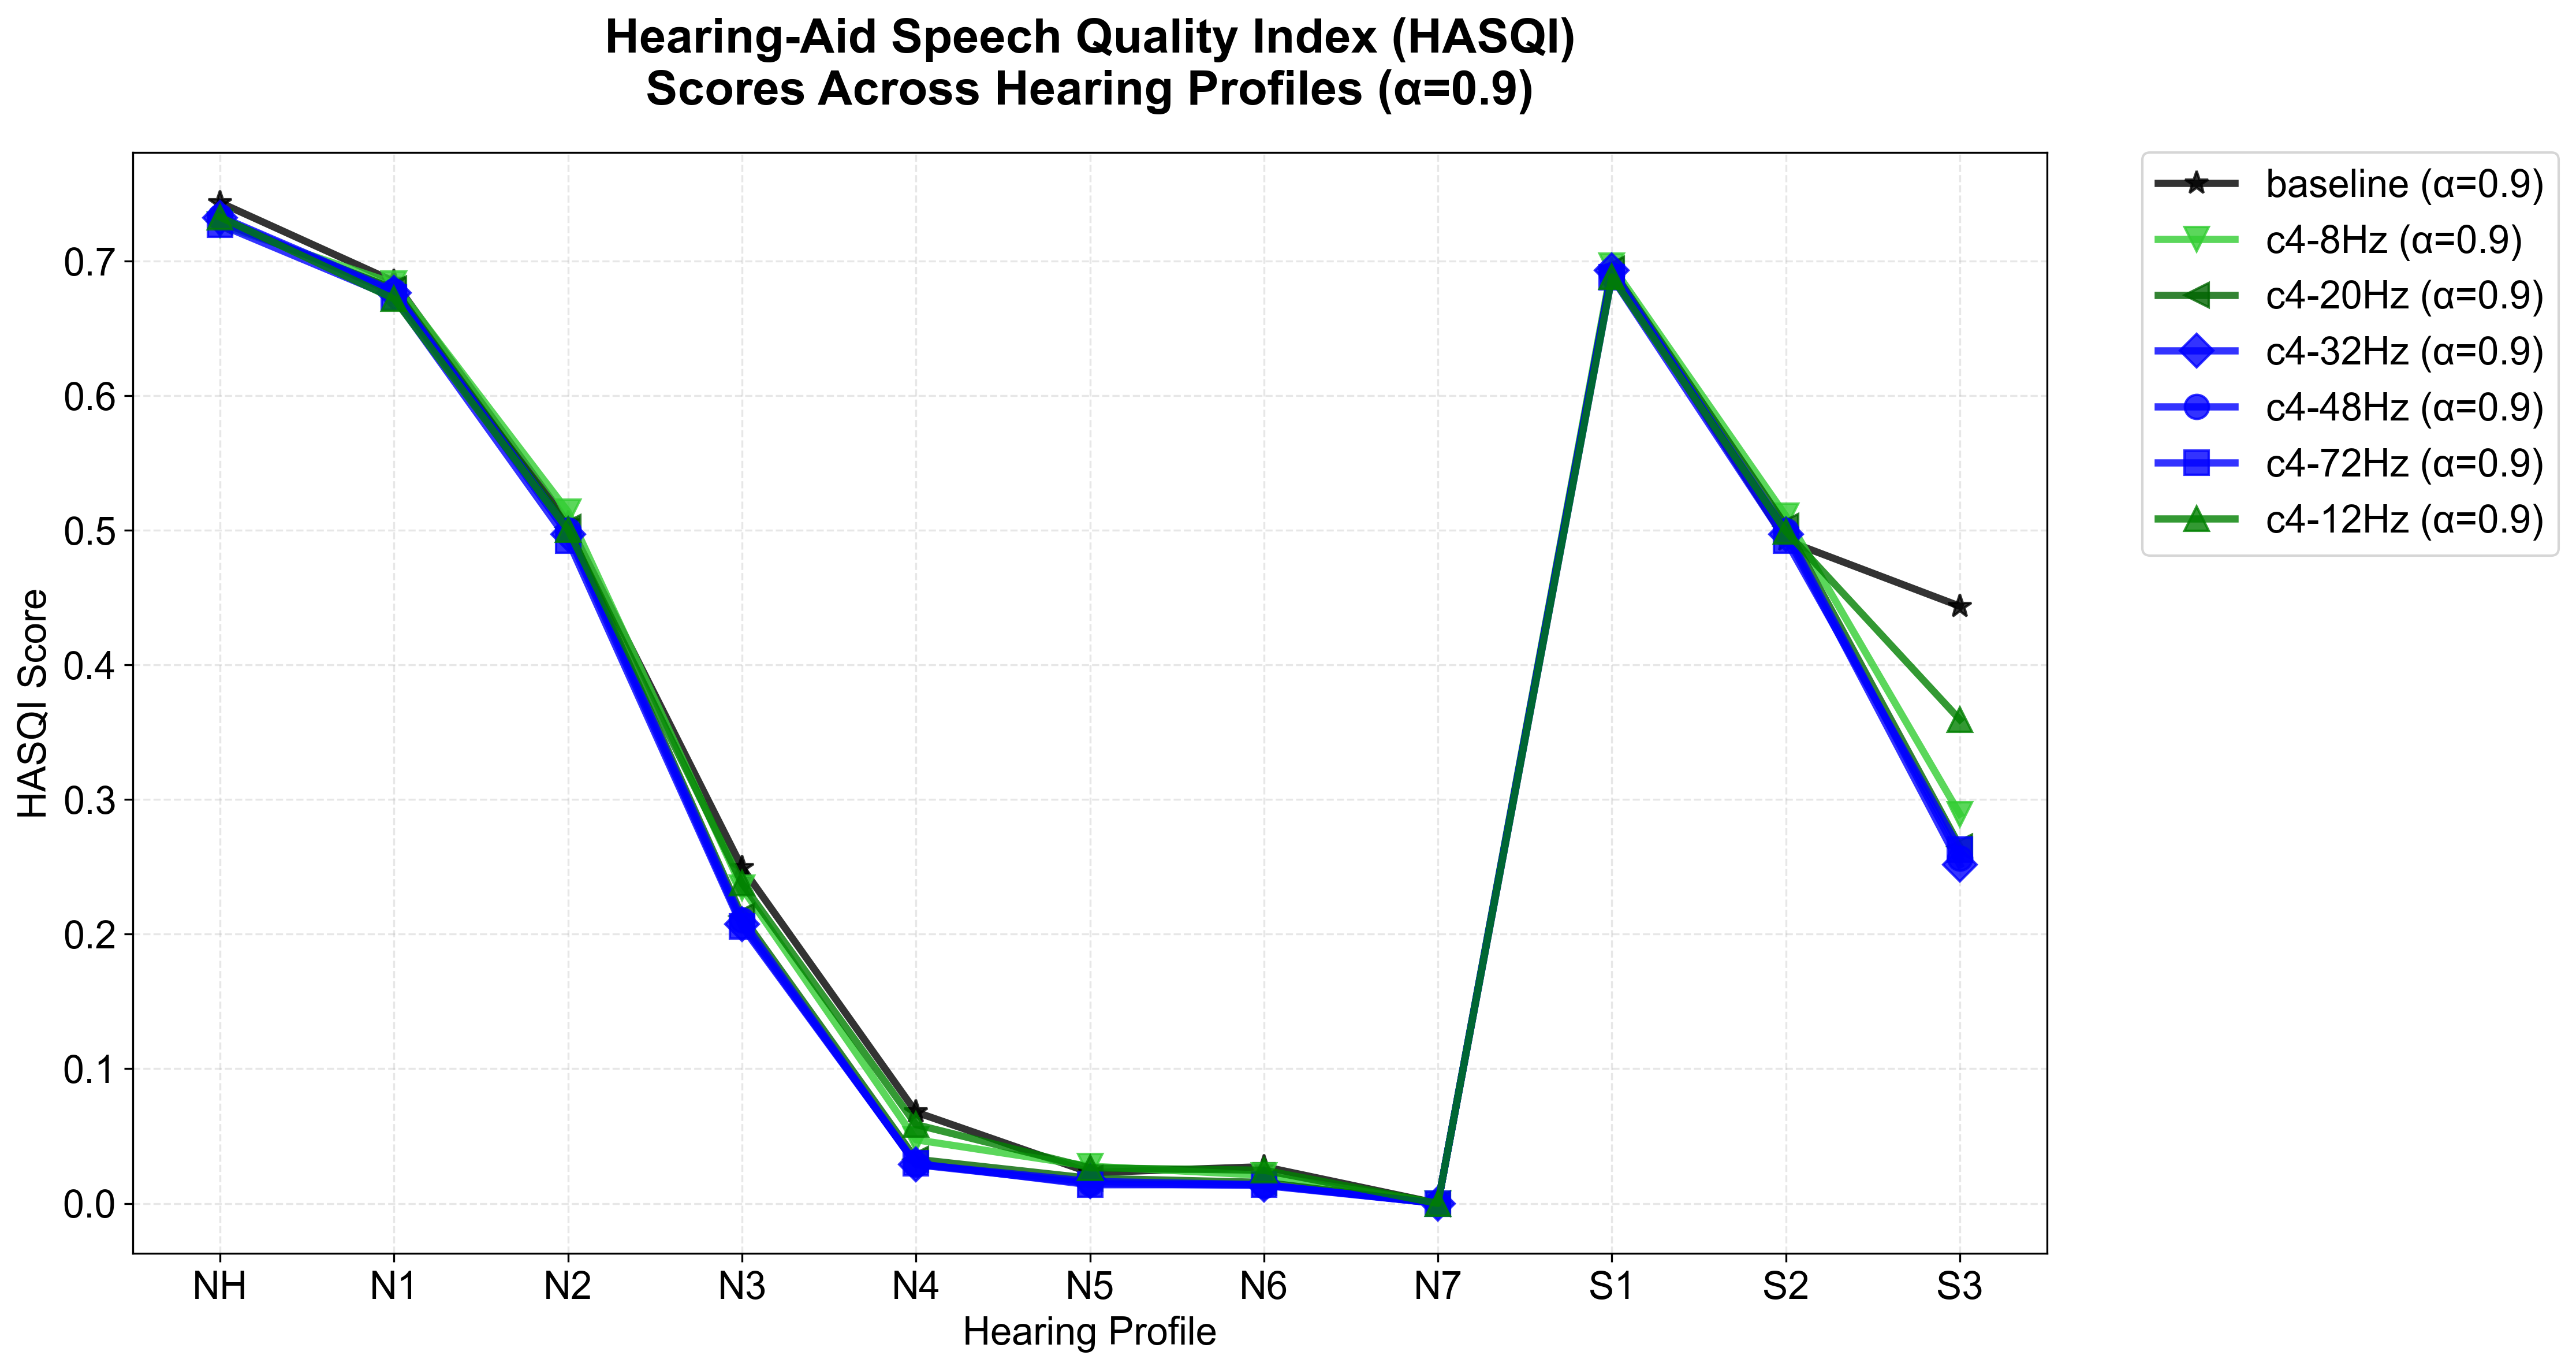 Hearing-Aid Speech Quality Index (HASQI)
Scores Across Hearing Profiles (α=0.9)
baseline (α=0.9)
c4-8Hz (α=0.9)
c4-20Hz (α=0.9)
c4-32Hz (α=0.9)
c4-48Hz (α=0.9)
c4-72Hz (α=0.9)
c4-12Hz (α=0.9)
HASQI Score
0.7
0.6
0.5
0.4
0.3
0.2
0.1
0.0
NH N1 N2 N3 N4 N5 N6 N7 S1 S2 S3
Hearing Profile